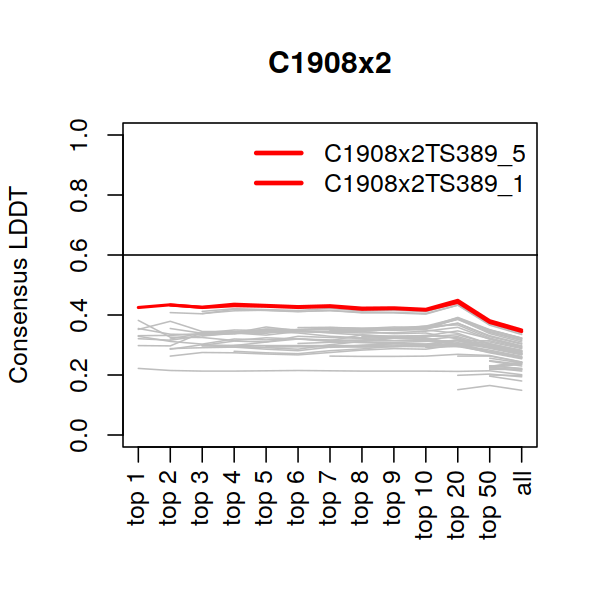 C1908x2
C1908x2TS389_5
C1908x2TS389_1
Consensus LDDT
1.0
0.8
0.6
0.4
0.2
0.0
top 1
top 2
top 3
top 4
top 5
top 6
top 7
top 8
top 9
top 10
top 20
top 50
all